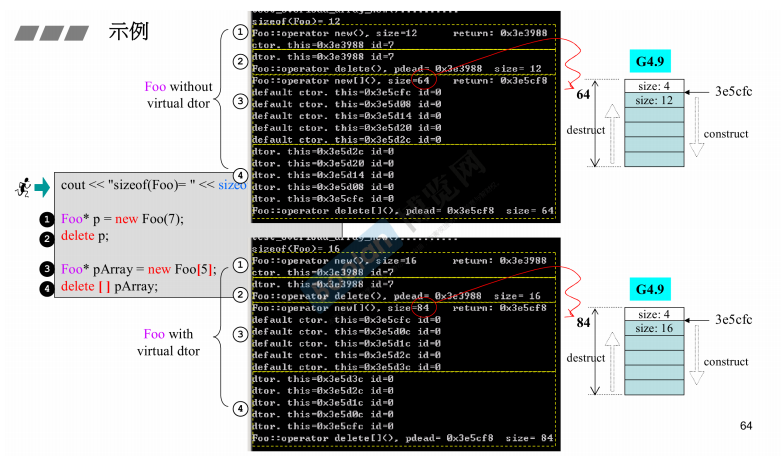 示例
Foo without
virtual dtor
①
②
③
④
sizeof(Foo)= 12
Foo::operator new(), size=12 return: 0x3e3988
ctor. this=0x3e3988 id=7
dtor. this=0x3e3988 id=7
Foo::operator delete(), pdead= 0x3e3988 size= 12
Foo::operator new[](), size=64 return: 0x3e5cf8
default ctor. this=0x3e5cfc id=0
default ctor. this=0x3e5d08 id=0
default ctor. this=0x3e5d14 id=0
default ctor. this=0x3e5d20 id=0
default ctor. this=0x3e5d2c id=0
dtor. this=0x3e5d2c id=0
dtor. this=0x3e5d20 id=0
dtor. this=0x3e5d14 id=0
dtor. this=0x3e5d08 id=0
dtor. this=0x3e5cfc id=0
Foo::operator delete[](), pdead= 0x3e5cf8 size= 64
G4.9
64
size: 4
size: 12
3e5cfc
destruct
construct
cout << "sizeof(Foo)= " << sizeo
❶ Foo* p = new Foo(7);
❷ delete p;
❸ Foo* pArray = new Foo[5];
❹ delete [ ] pArray;
Foo with
virtual dtor
①
②
③
④
sizeof(Foo)= 16
Foo::operator new(), size=16 return: 0x3e3988
ctor. this=0x3e3988 id=7
dtor. this=0x3e3988 id=7
Foo::operator delete(), pdead= 0x3e3988 size= 16
Foo::operator new[](), size=84 return: 0x3e5cf8
default ctor. this=0x3e5cfc id=0
default ctor. this=0x3e5d0c id=0
default ctor. this=0x3e5d1c id=0
default ctor. this=0x3e5d2c id=0
default ctor. this=0x3e5d3c id=0
dtor. this=0x3e5d3c id=0
dtor. this=0x3e5d2c id=0
dtor. this=0x3e5d1c id=0
dtor. this=0x3e5d0c id=0
dtor. this=0x3e5cfc id=0
Foo::operator delete[](), pdead= 0x3e5cf8 size= 84
G4.9
84
size: 4
size: 16
3e5cfc
destruct
construct
64